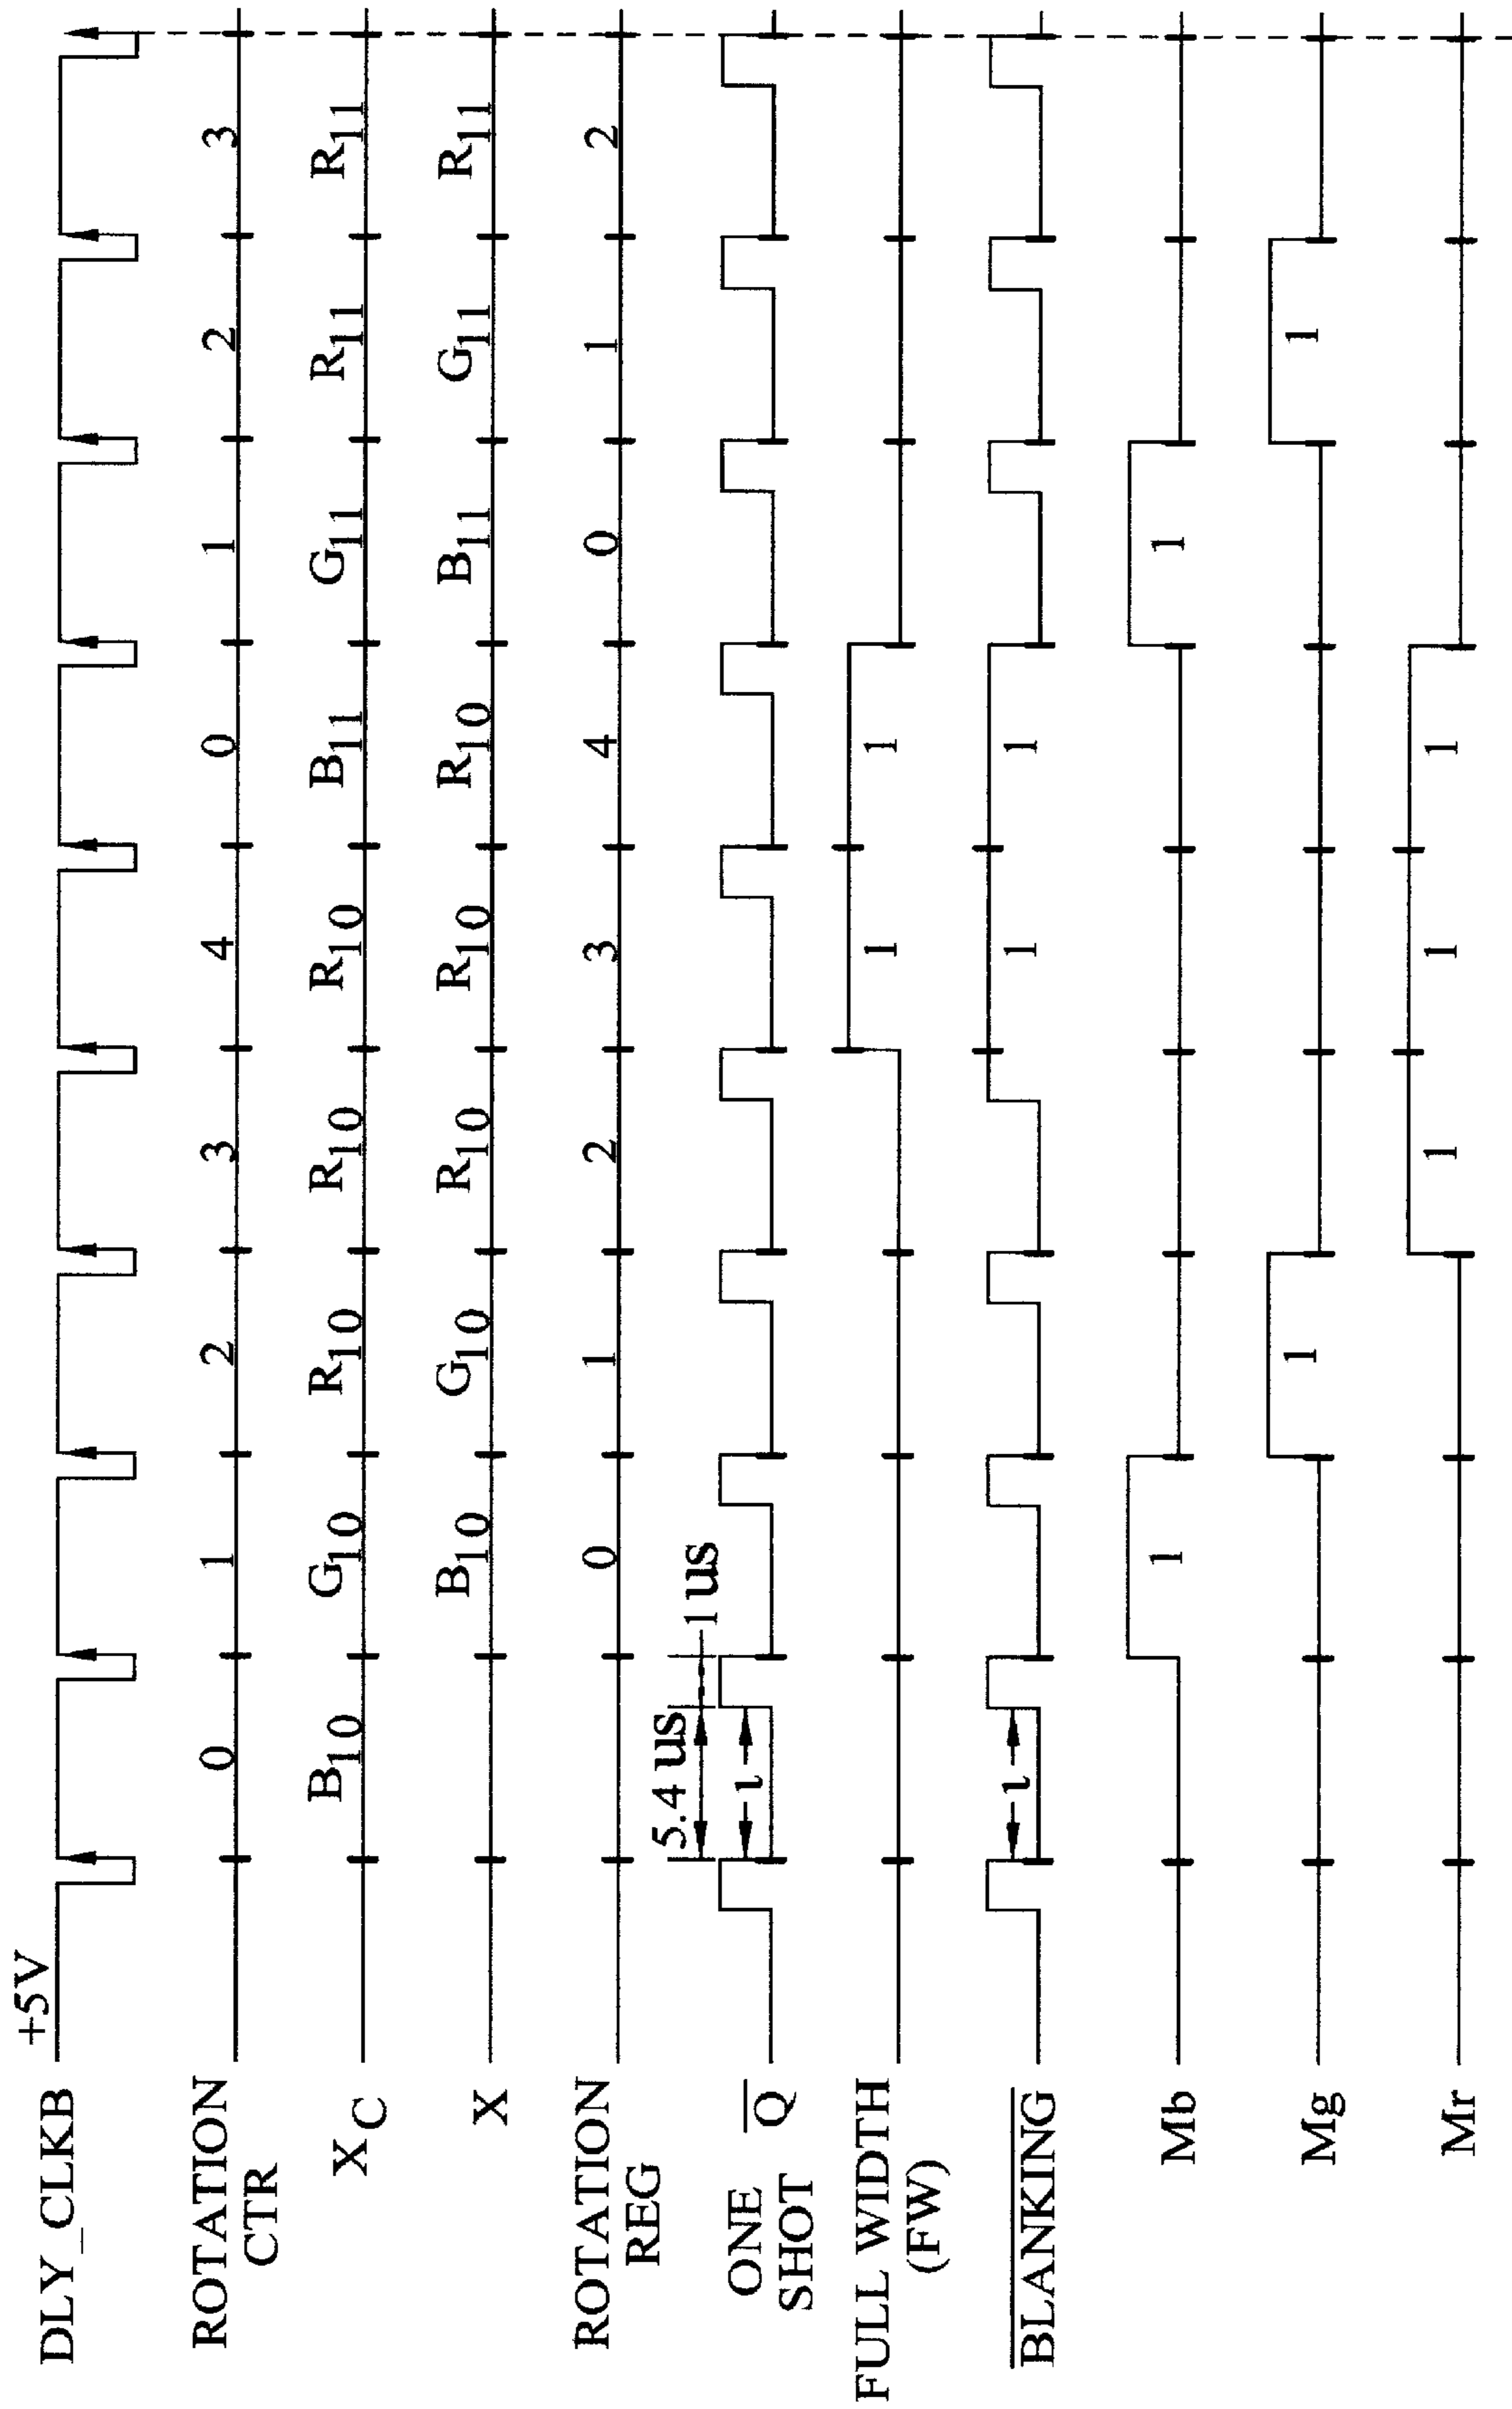 DLY_CLKB +5V
ROTATION CTR 0 1 2 3 4 0 1 2 3
X_C B10 G10 R10 R10 R10 B11 G11 R11 R11
X B10 G10 R10 R10 R10 B11 G11 R11
ROTATION REG 0 1 2 3 4 0 1 2
5.4 us 1 us
ONE SHOT Q
FULL WIDTH (FW) 1 1
BLANKING 1 1
Mb 1 1
Mg 1 1
Mr 1 1 1